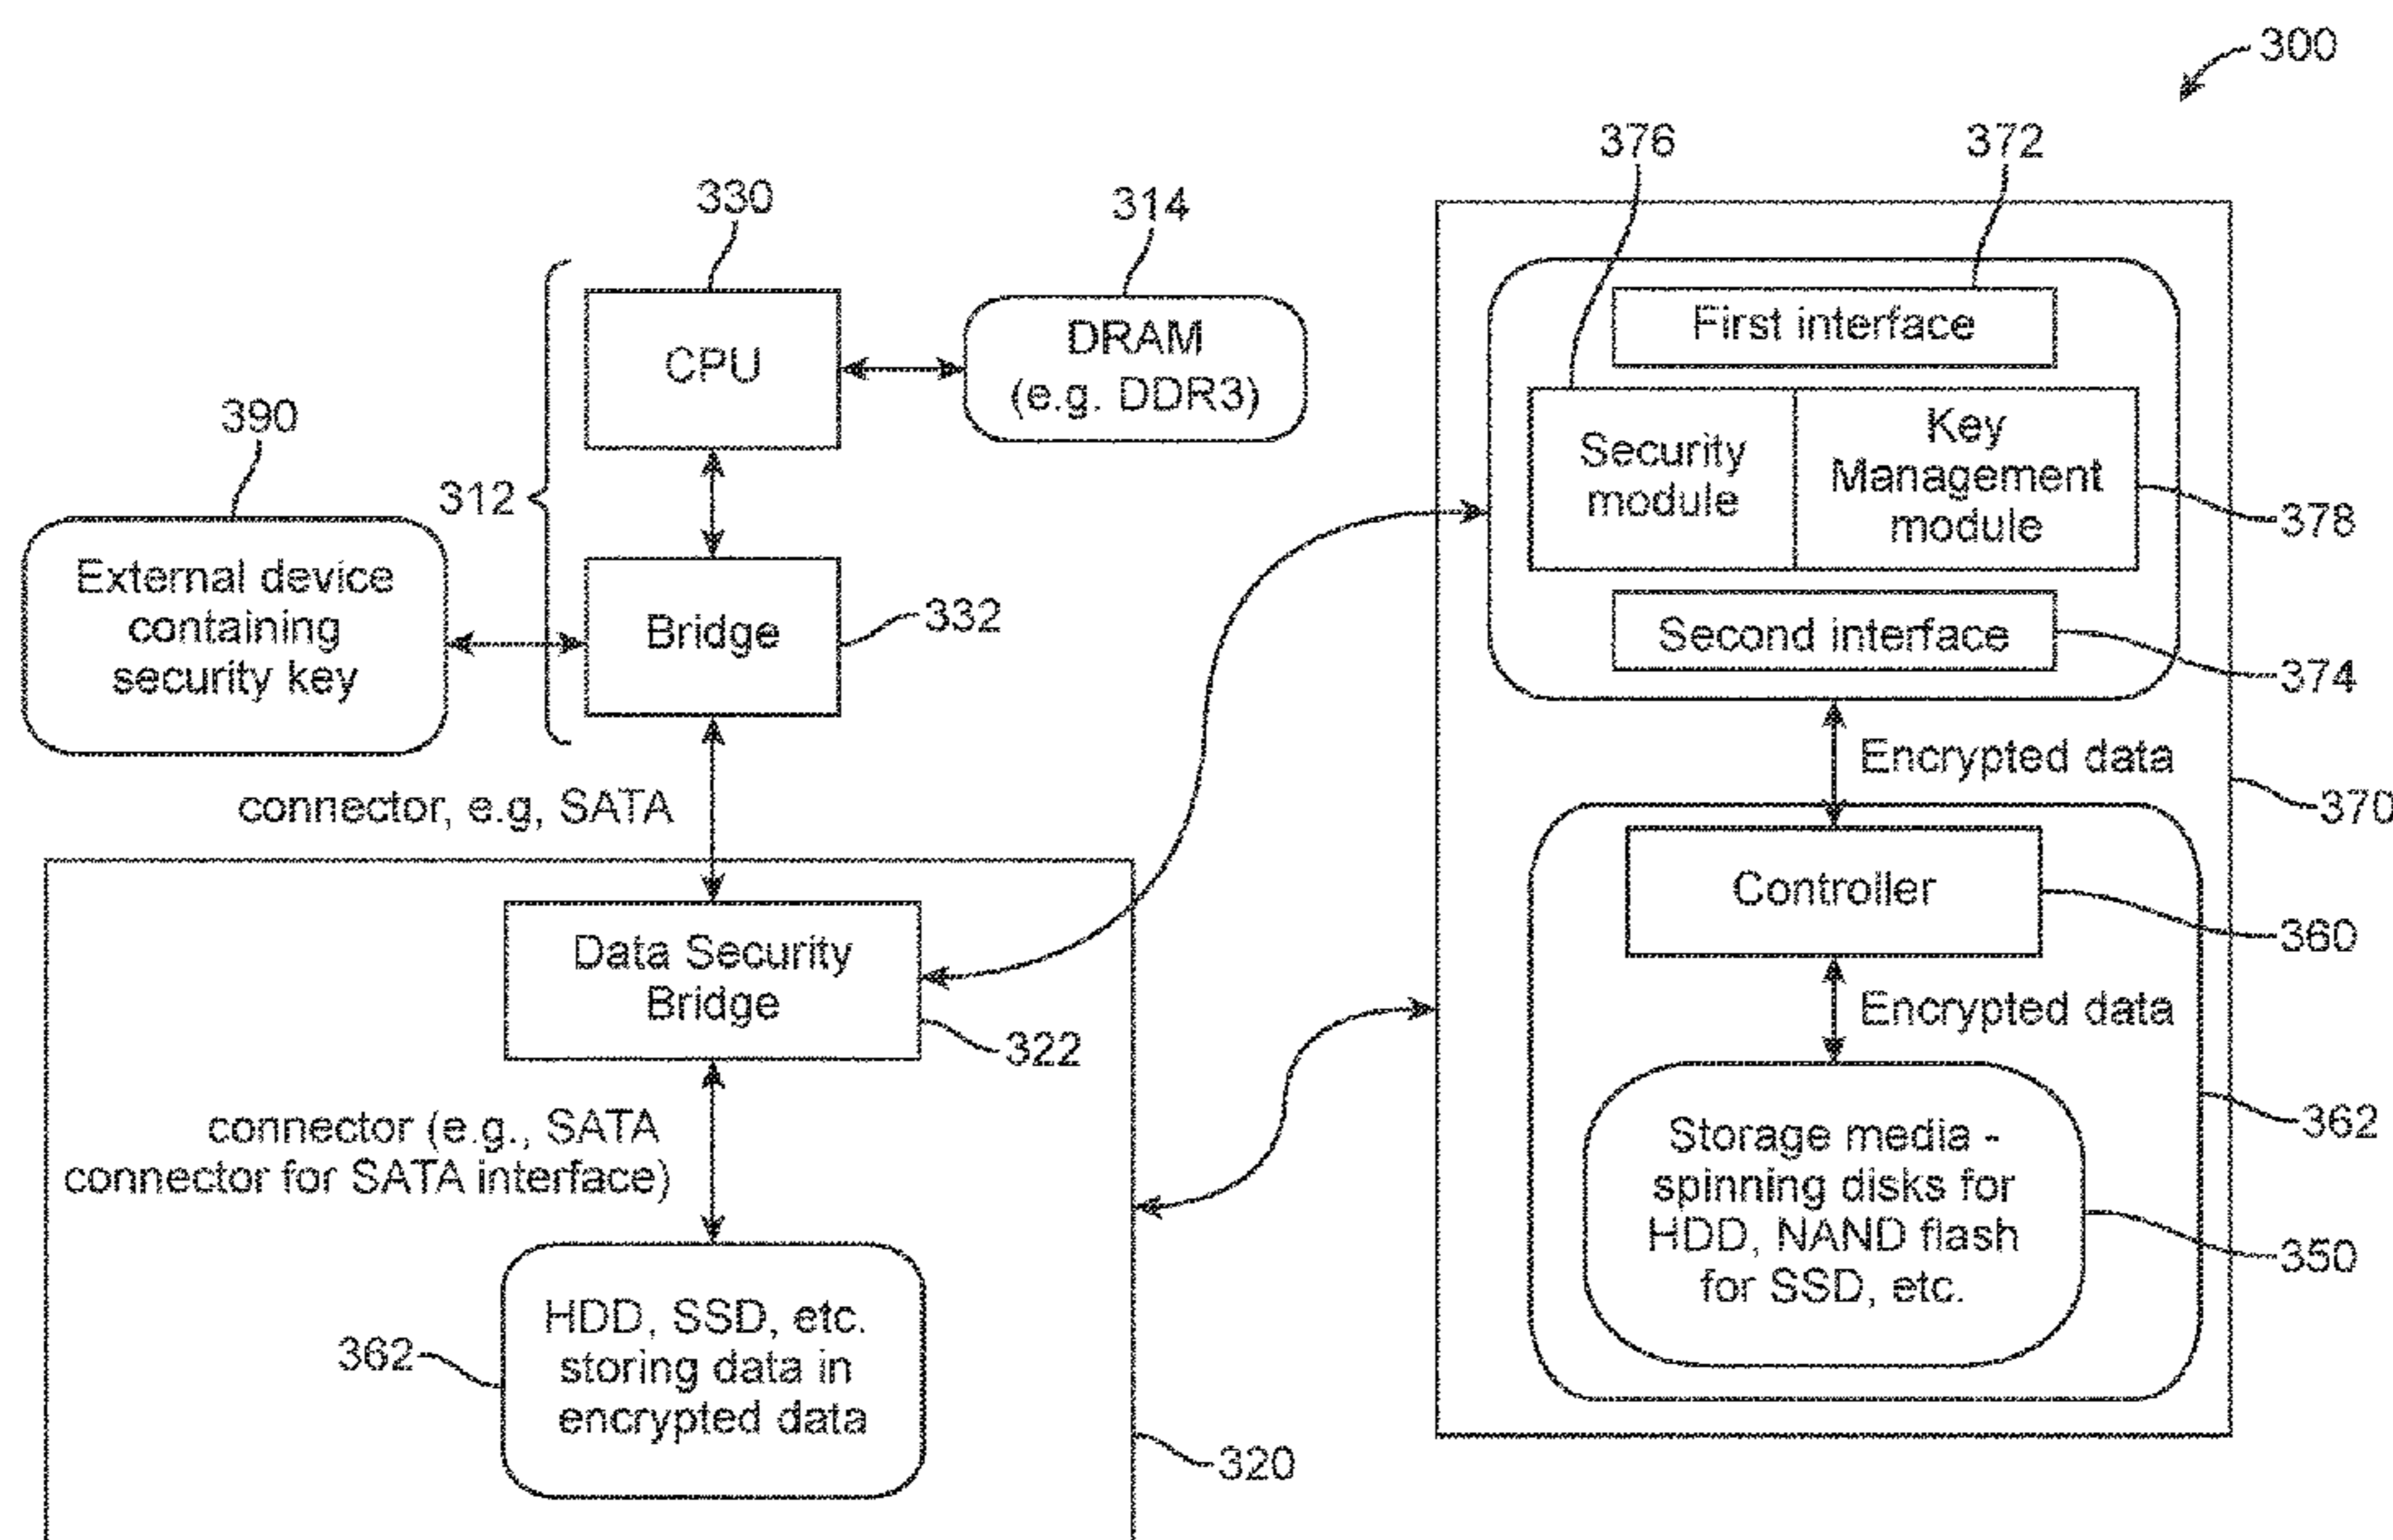 300
376
372
330
314
First interface
CPU
DRAM
(e.g. DDR3)
390
Security
module
Key
Management
module
312
378
External device
containing
security key
Bridge
332
Second interface
374
Encrypted data
connector, e.g, SATA
370
Controller
Data Security
Bridge
360
322
Encrypted data
connector (e.g., SATA
connector for SATA interface)
362
Storage media -
spinning disks for
HDD, NAND flash
for SSD, etc.
350
HDD, SSD, etc.
storing data in
encrypted data
362
320